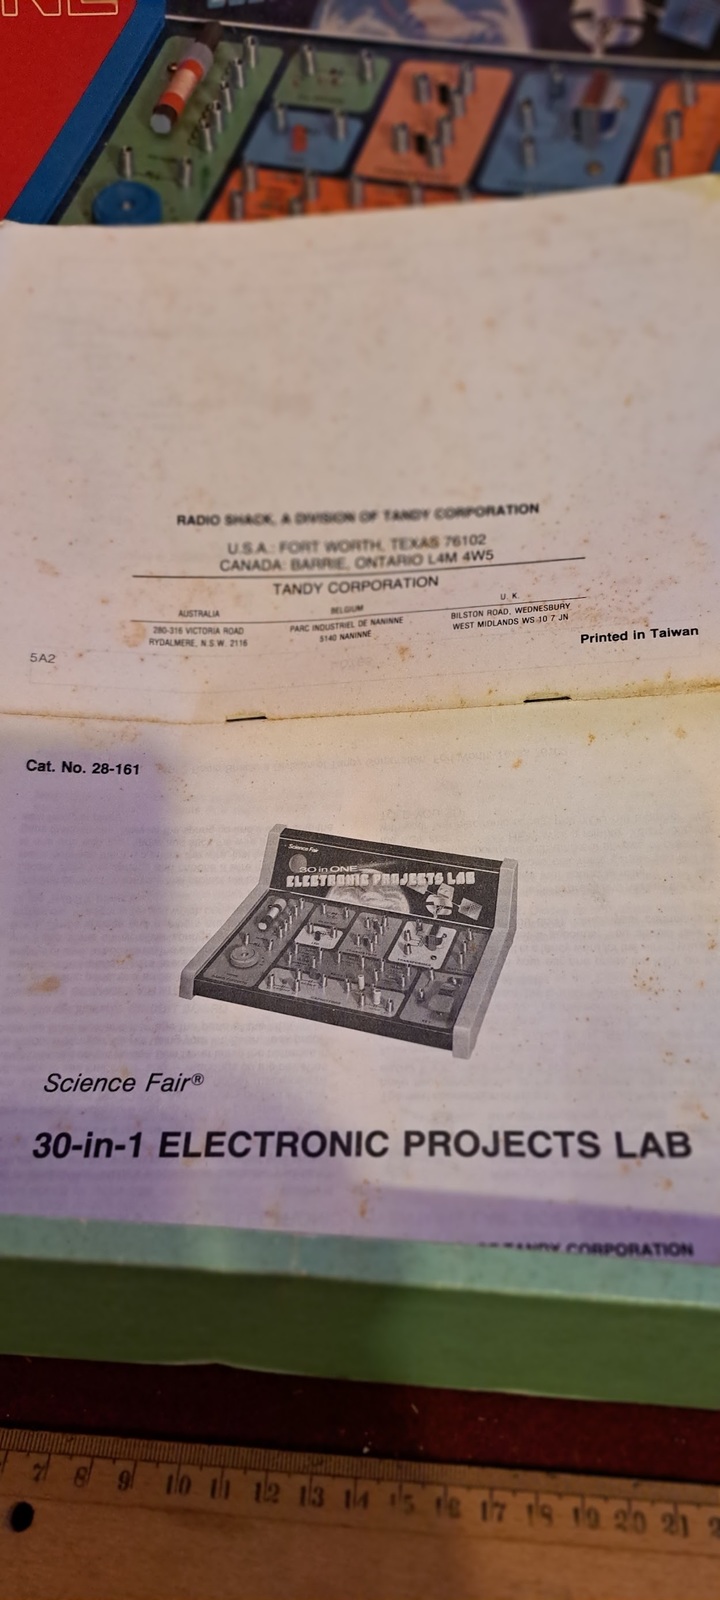 RADIO SHACK, A DIVISION OF TANDY CORPORATION
U.S.A.: FORT WORTH, TEXAS 76102
CANADA: BARRIE, ONTARIO L4M 4W5
TANDY CORPORATION
AUSTRALIA
280-316 VICTORIA ROAD
RYDALMERE, N.S.W. 2116
BELGIUM
PARC INDUSTRIEL DE NANINNE
5140 NANINNE
U. K.
BILSTON ROAD, WEDNESBURY
WEST MIDLANDS WS 10 7 JN
Printed in Taiwan
5A2
Cat. No. 28-161
Science Fair
30 in ONE
ELECTRONIC PROJECTS LAB
Science Fair®
30-in-1 ELECTRONIC PROJECTS LAB
TANDY CORPORATION
7 8 9 10 11 12 13 14 15 16 17 18 19 20 21